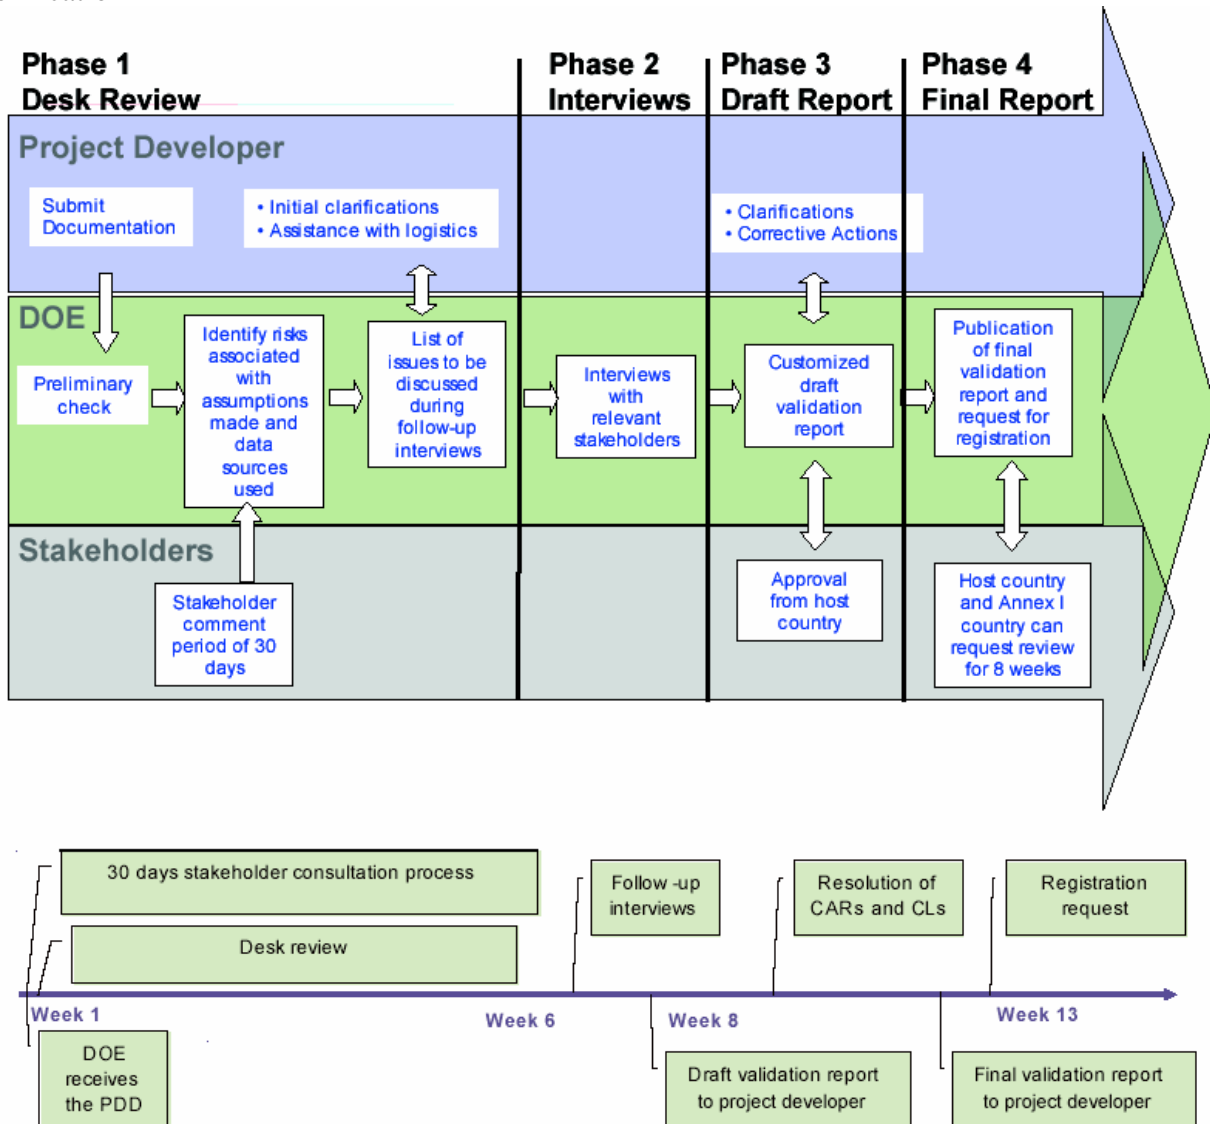 Phase 1
Desk Review
Phase 2
Interviews
Phase 3
Draft Report
Phase 4
Final Report
Project Developer
Submit
Documentation
• Initial clarifications
• Assistance with logistics
• Clarifications
• Corrective Actions
DOE
Preliminary
check
Identify risks
associated
with
assumptions
made and
data
sources
used
List of
issues to be
discussed
during
follow-up
interviews
Interviews
with
relevant
stakeholders
Customized
draft
validation
report
Publication
of final
validation
report and
request for
registration
Stakeholders
Stakeholder
comment
period of 30
days
Approval
from host
country
Host country
and Annex I
country can
request review
for 8 weeks
30 days stakeholder consultation process
Desk review
Follow -up
interviews
Resolution of
CARs and CLs
Registration
request
Week 1
Week 6
Week 8
Week 13
DOE
receives
the PDD
Draft validation report
to project developer
Final validation report
to project developer